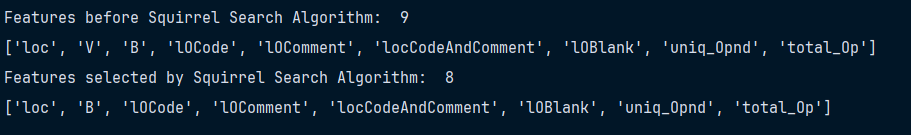 Features before Squirrel Search Algorithm:  9
['loc', 'V', 'B', 'lOCode', 'lOComment', 'locCodeAndComment', 'lOBlank', 'uniq_Opnd', 'total_Op']
Features selected by Squirrel Search Algorithm:  8
['loc', 'B', 'lOCode', 'lOComment', 'locCodeAndComment', 'lOBlank', 'uniq_Opnd', 'total_Op']